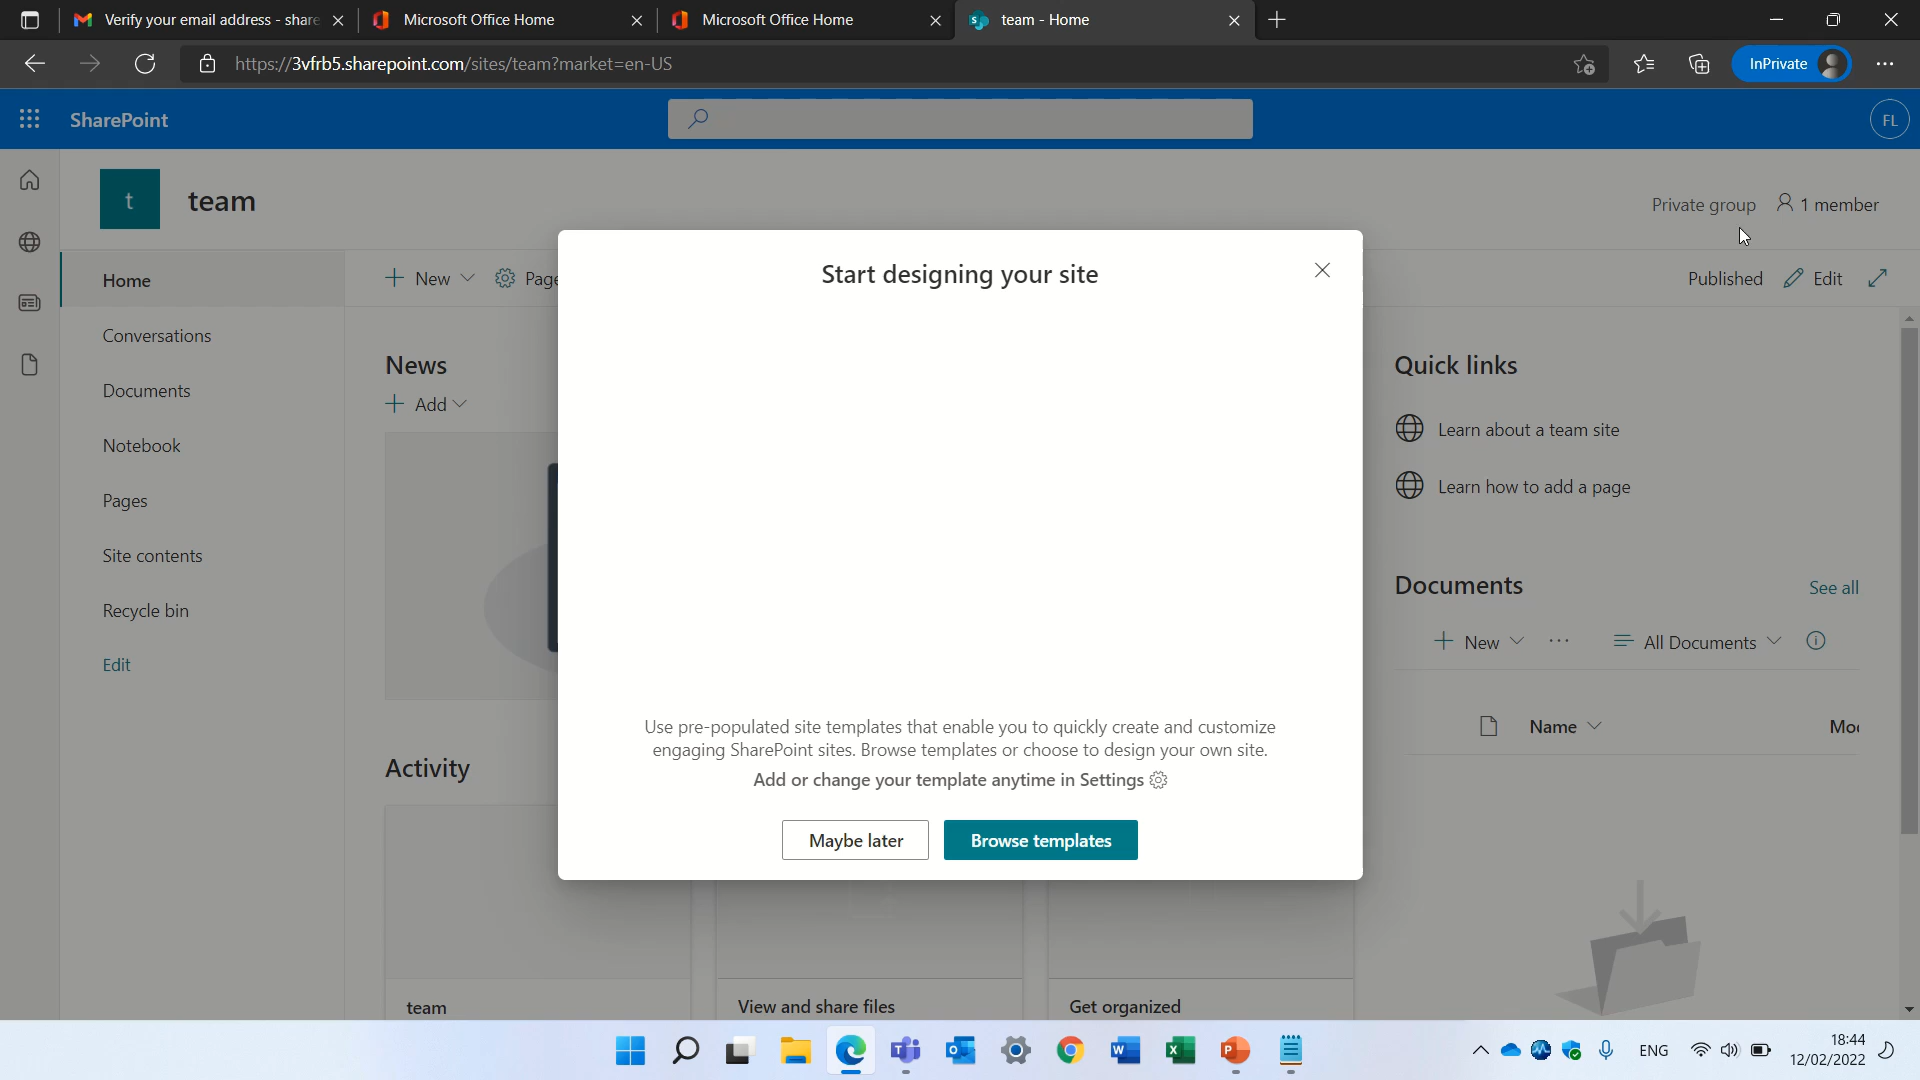 Verify your email address - share
Microsoft Office Home
Microsoft Office Home
team - Home
https://3vfrb5.sharepoint.com/sites/team?market=en-US
InPrivate
SharePoint
FL
t
team
Private group
1 member
Home
New
Page
Start designing your site
Published
Edit
Conversations
Documents
Notebook
Pages
Site contents
Recycle bin
Edit
News
Add
Quick links
Learn about a team site
Learn how to add a page
Documents
See all
New
All Documents
Name
Mod
Use pre-populated site templates that enable you to quickly create and customize
engaging SharePoint sites. Browse templates or choose to design your own site.
Add or change your template anytime in Settings
Maybe later
Browse templates
Activity
team
View and share files
Get organized
ENG
18:44
12/02/2022